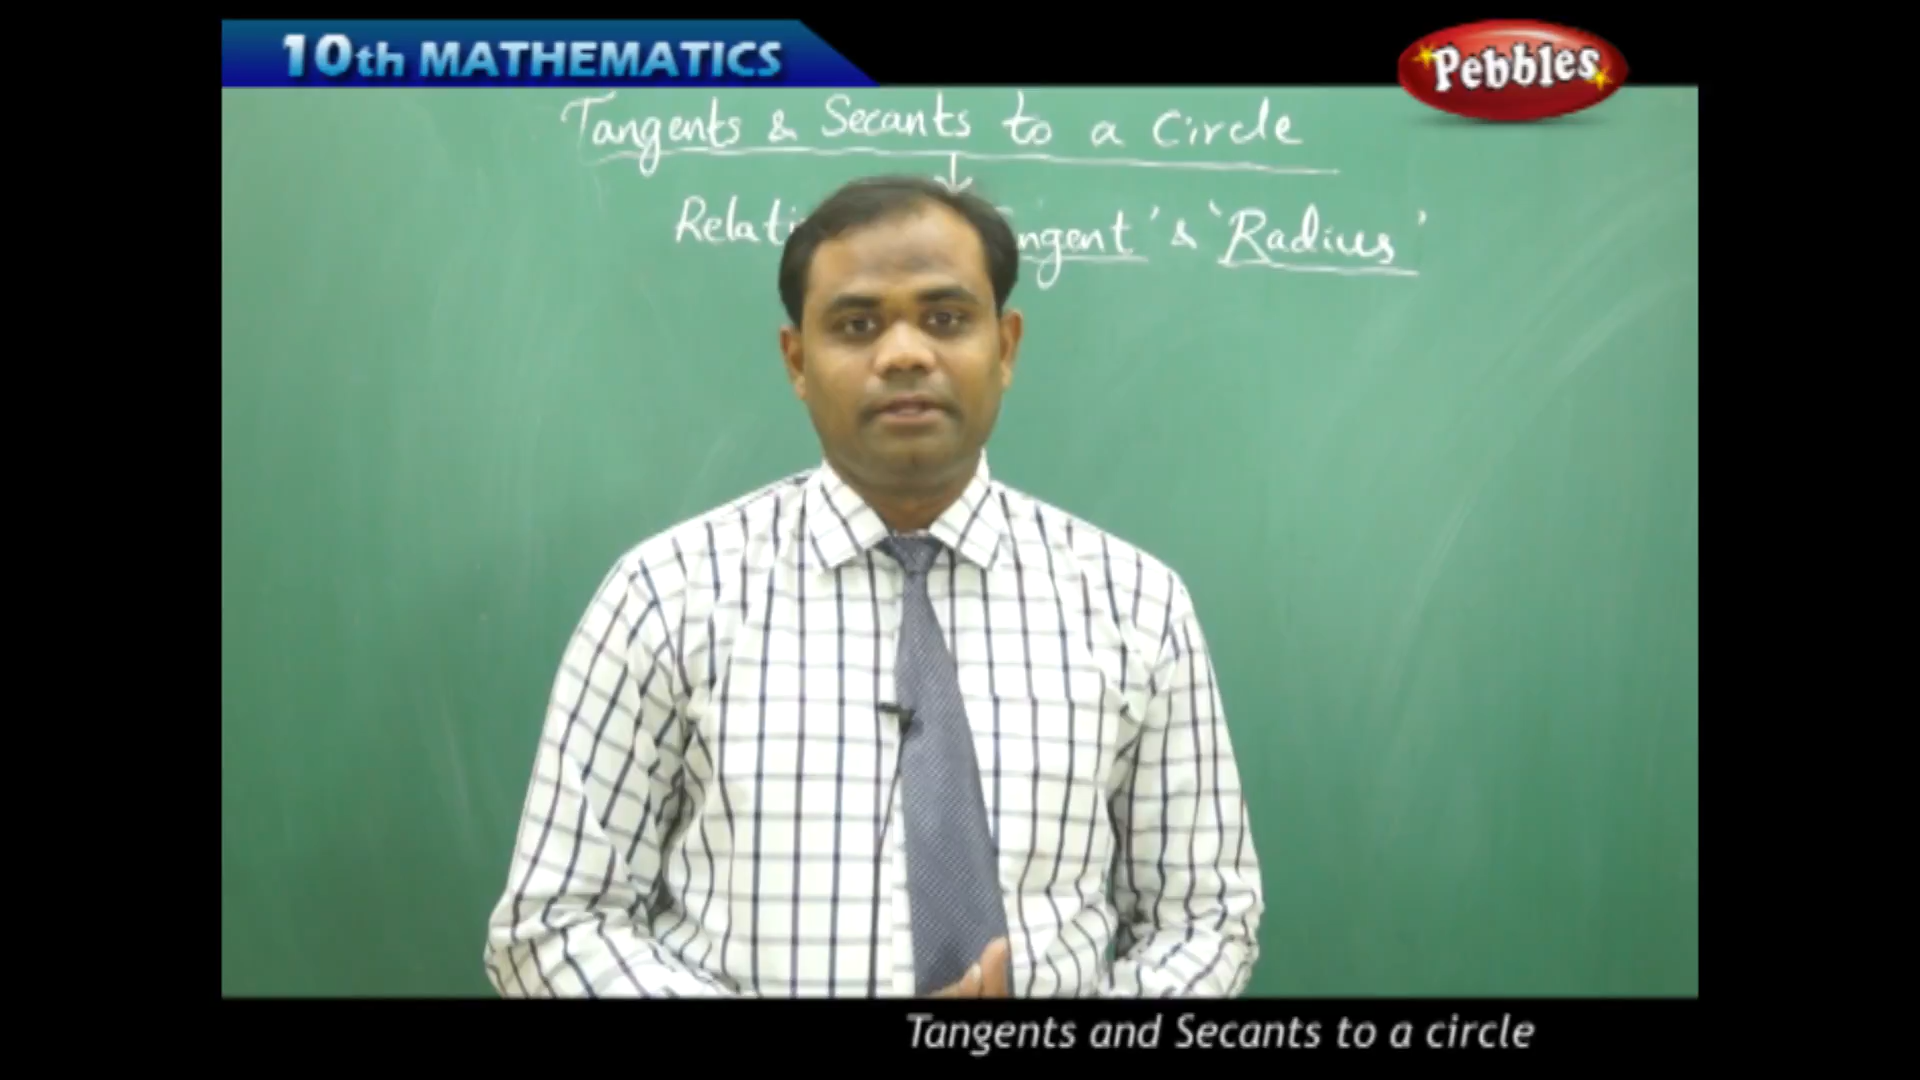 10th MATHEMATICS
Pebbles
Tangents & Secants to a Circle
& 'Radius'
Tangents and Secants to a circle